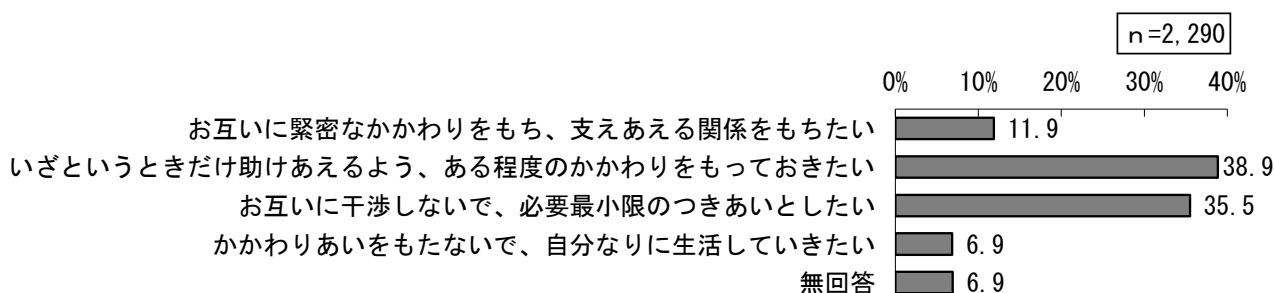 n=2,290
0% 10% 20% 30% 40%
お互いに緊密なかかわりをもち、支えあえる関係をもちたい 11.9
いざというときだけ助けあえるよう、ある程度のかかわりをもっておきたい 38.9
お互いに干渉しないで、必要最小限のつきあいとしたい 35.5
かかわりあいをもたないで、自分なりに生活していきたい 6.9
無回答 6.9